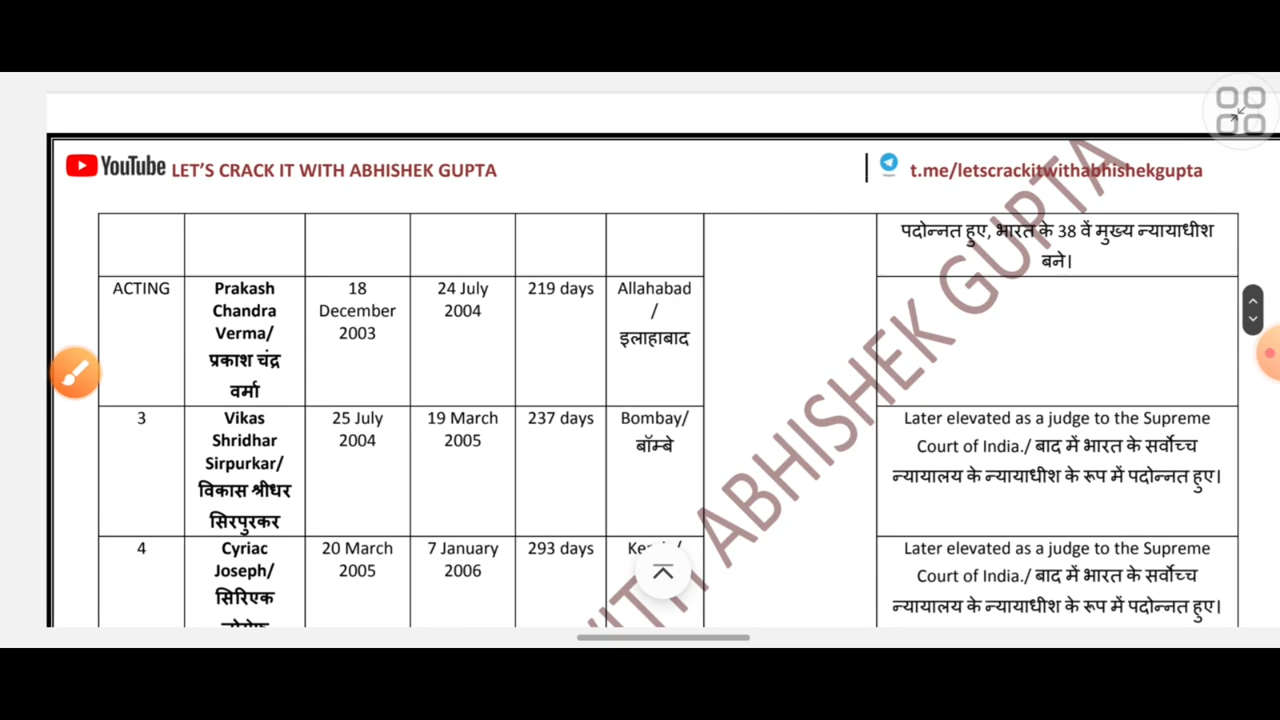 YouTube LET'S CRACK IT WITH ABHISHEK GUPTA
t.me/letscrackitwithabhishekgupta
पदोन्नत हुए, भारत के 38 वें मुख्य न्यायाधीश
बने।
ACTING
Prakash
Chandra
Verma/
प्रकाश चंद्र
वर्मा
18
December
2003
24 July
2004
219 days
Allahabad
/
इलाहाबाद
3
Vikas
Shridhar
Sirpurkar/
विकास श्रीधर
सिरपुरकर
25 July
2004
19 March
2005
237 days
Bombay/
बॉम्बे
Later elevated as a judge to the Supreme
Court of India./ बाद में भारत के सर्वोच्च
न्यायालय के न्यायाधीश के रूप में पदोन्नत हुए।
4
Cyriac
Joseph/
सिरिएक
20 March
2005
7 January
2006
293 days
Later elevated as a judge to the Supreme
Court of India./ बाद में भारत के सर्वोच्च
न्यायालय के न्यायाधीश के रूप में पदोन्नत हुए।
WITH ABHISHEK GUPTA